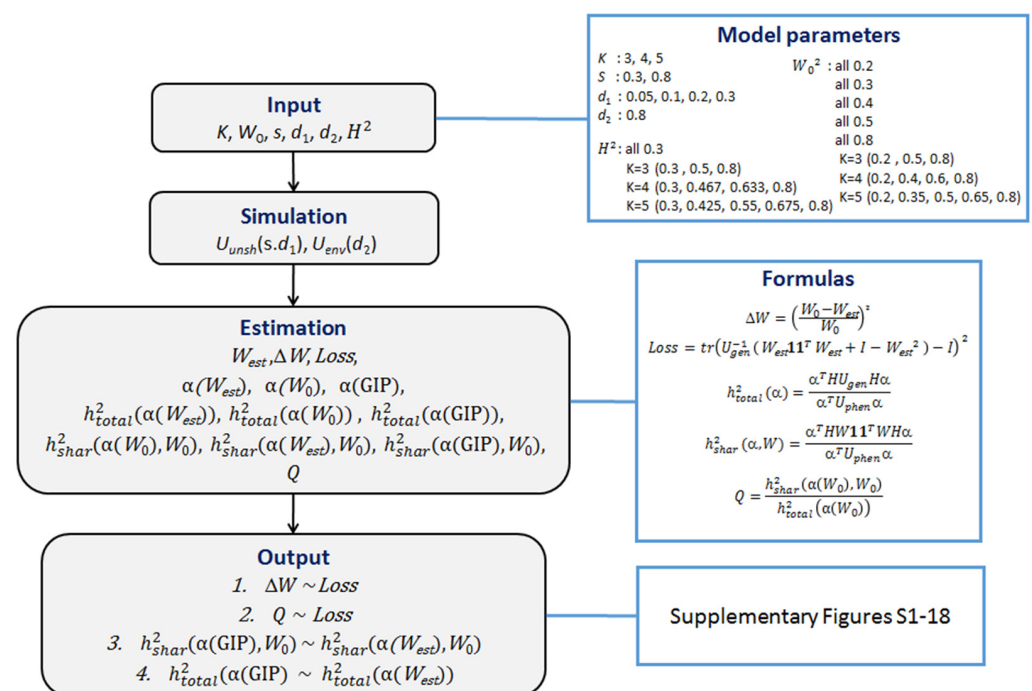 Model parameters
K : 3, 4, 5
S : 0.3, 0.8
d₁ : 0.05, 0.1, 0.2, 0.3
d₂ : 0.8
H²: all 0.3
K=3 (0.3 , 0.5, 0.8)
K=4 (0.3, 0.467, 0.633, 0.8)
K=5 (0.3, 0.425, 0.55, 0.675, 0.8)
W₀² : all 0.2
all 0.3
all 0.4
all 0.5
all 0.8
K=3 (0.2 , 0.5, 0.8)
K=4 (0.2, 0.4, 0.6, 0.8)
K=5 (0.2, 0.35, 0.5, 0.65, 0.8)
Input
K, W₀, s, d₁, d₂, H²
Simulation
U_unsh(s.d₁), U_env(d₂)
Estimation
W_est, ΔW, Loss,
α(W_est), α(W₀), α(GIP),
h²_total(α(W_est)), h²_total(α(W₀)) , h²_total(α(GIP)),
h²_shar(α(W₀), W₀), h²_shar(α(W_est), W₀), h²_shar(α(GIP), W₀),
Q
Formulas
ΔW = ((W₀−W_est)/W₀)²
Loss = tr(U_gen⁻¹( W_est11ᵀ W_est + I − W_est² ) − I)²
h²_total(α) = αᵀHU_genHα / αᵀU_phenα
h²_shar(α, W) = αᵀHW11ᵀWHα / αᵀU_phenα
Q = h²_shar(α(W₀), W₀) / h²_total(α(W₀))
Output
1. ΔW ~ Loss
2. Q ~ Loss
3. h²_shar(α(GIP), W₀) ~ h²_shar(α(W_est), W₀)
4. h²_total(α(GIP) ~ h²_total(α(W_est))
Supplementary Figures S1-18